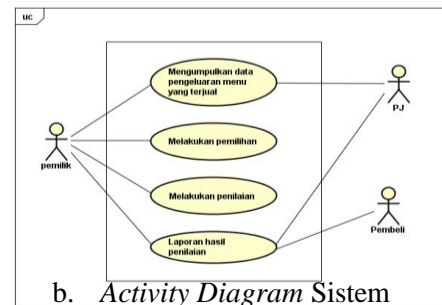 uc
Mengumpulkan data
pengeluaran menu
yang terjual
PJ
Melakukan pemilihan
pemilik
Melakukan penilaian
Pembeli
Laporan hasil
penilaian
b. Activity Diagram Sistem